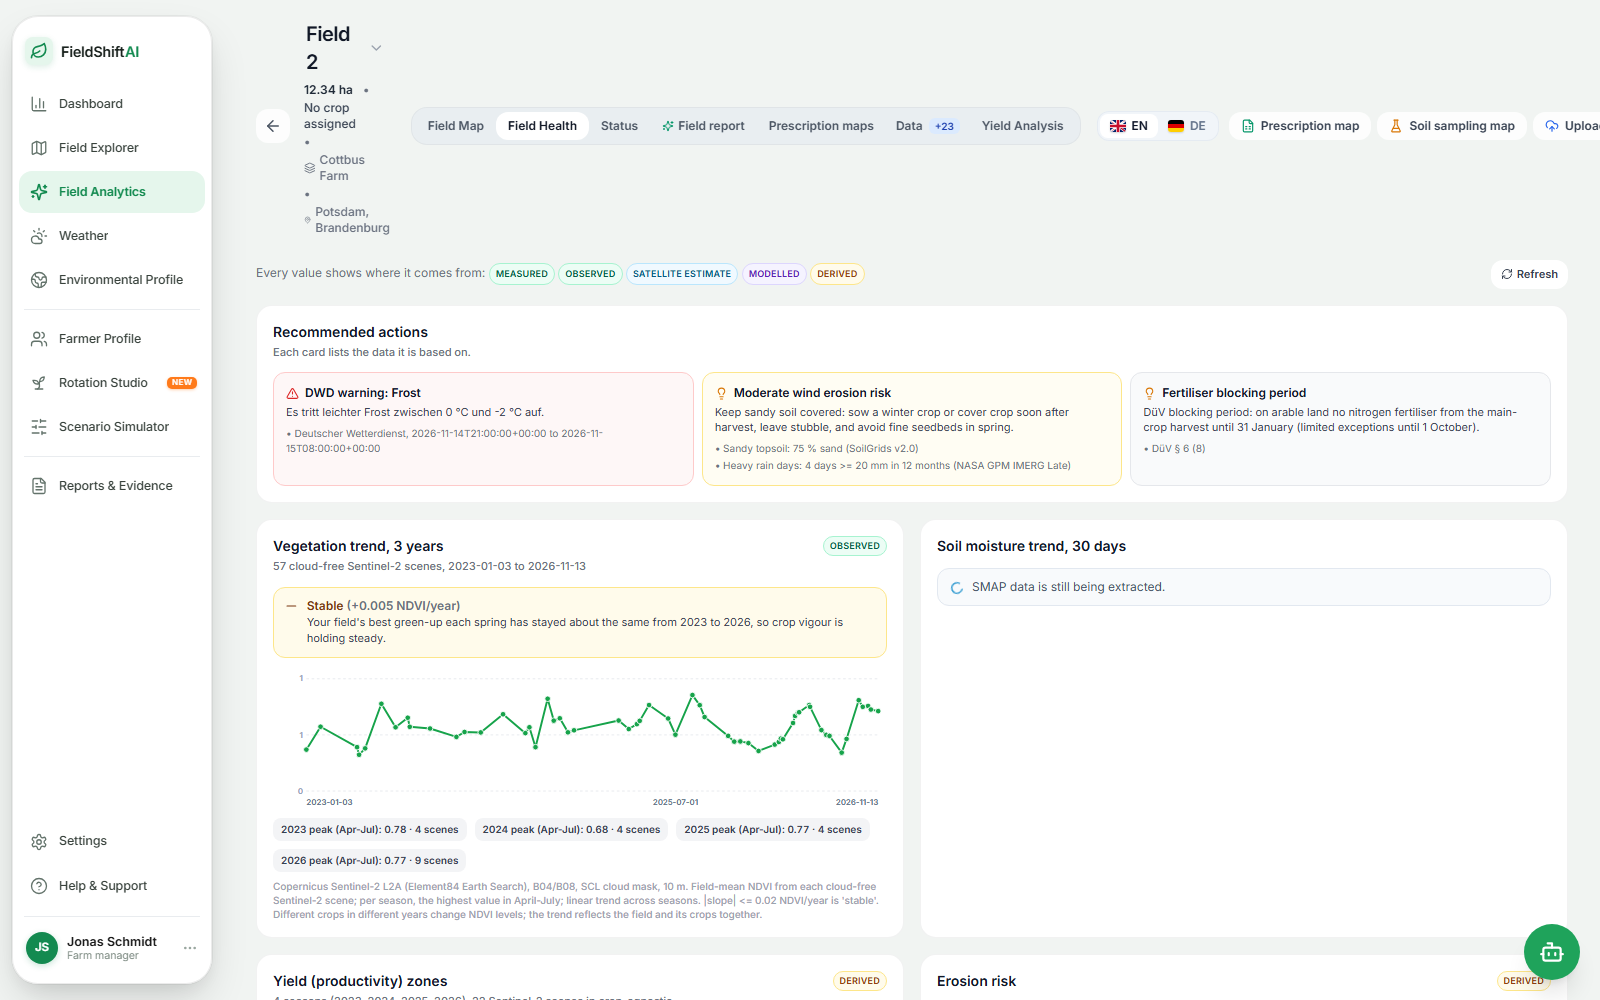 FieldShiftAI
Dashboard
Field Explorer
Field Analytics
Weather
Environmental Profile
Farmer Profile
Rotation Studio NEW
Scenario Simulator
Reports & Evidence
Settings
Help & Support
JS
Jonas Schmidt
Farm manager
Field
2
12.34 ha •
No crop
assigned
•
Cottbus
Farm
•
Potsdam,
Brandenburg
Field Map Field Health Status Field report Prescription maps Data +23 Yield Analysis
EN DE
Prescription map
Soil sampling map
Every value shows where it comes from: MEASURED OBSERVED SATELLITE ESTIMATE MODELLED DERIVED
Refresh
Recommended actions
Each card lists the data it is based on.
DWD warning: Frost
Es tritt leichter Frost zwischen 0 °C und -2 °C auf.
• Deutscher Wetterdienst, 2026-11-14T21:00:00+00:00 to 2026-11-
15T08:00:00+00:00
Moderate wind erosion risk
Keep sandy soil covered: sow a winter crop or cover crop soon after
harvest, leave stubble, and avoid fine seedbeds in spring.
• Sandy topsoil: 75 % sand (SoilGrids v2.0)
• Heavy rain days: 4 days >= 20 mm in 12 months (NASA GPM IMERG Late)
Fertiliser blocking period
DüV blocking period: on arable land no nitrogen fertiliser from the main-
crop harvest until 31 January (limited exceptions until 1 October).
• DüV § 6 (8)
Vegetation trend, 3 years
OBSERVED
57 cloud-free Sentinel-2 scenes, 2023-01-03 to 2026-11-13
Stable (+0.005 NDVI/year)
Your field's best green-up each spring has stayed about the same from 2023 to 2026, so crop vigour is
holding steady.
1
1
0
2023-01-03 2025-07-01 2026-11-13
2023 peak (Apr-Jul): 0.78 · 4 scenes
2024 peak (Apr-Jul): 0.68 · 4 scenes
2025 peak (Apr-Jul): 0.77 · 4 scenes
2026 peak (Apr-Jul): 0.77 · 9 scenes
Copernicus Sentinel-2 L2A (Element84 Earth Search), B04/B08, SCL cloud mask, 10 m. Field-mean NDVI from each cloud-free
Sentinel-2 scene; per season, the highest value in April-July; linear trend across seasons. |slope| <= 0.02 NDVI/year is 'stable'.
Different crops in different years change NDVI levels; the trend reflects the field and its crops together.
Soil moisture trend, 30 days
SMAP data is still being extracted.
Yield (productivity) zones
DERIVED
Erosion risk
DERIVED